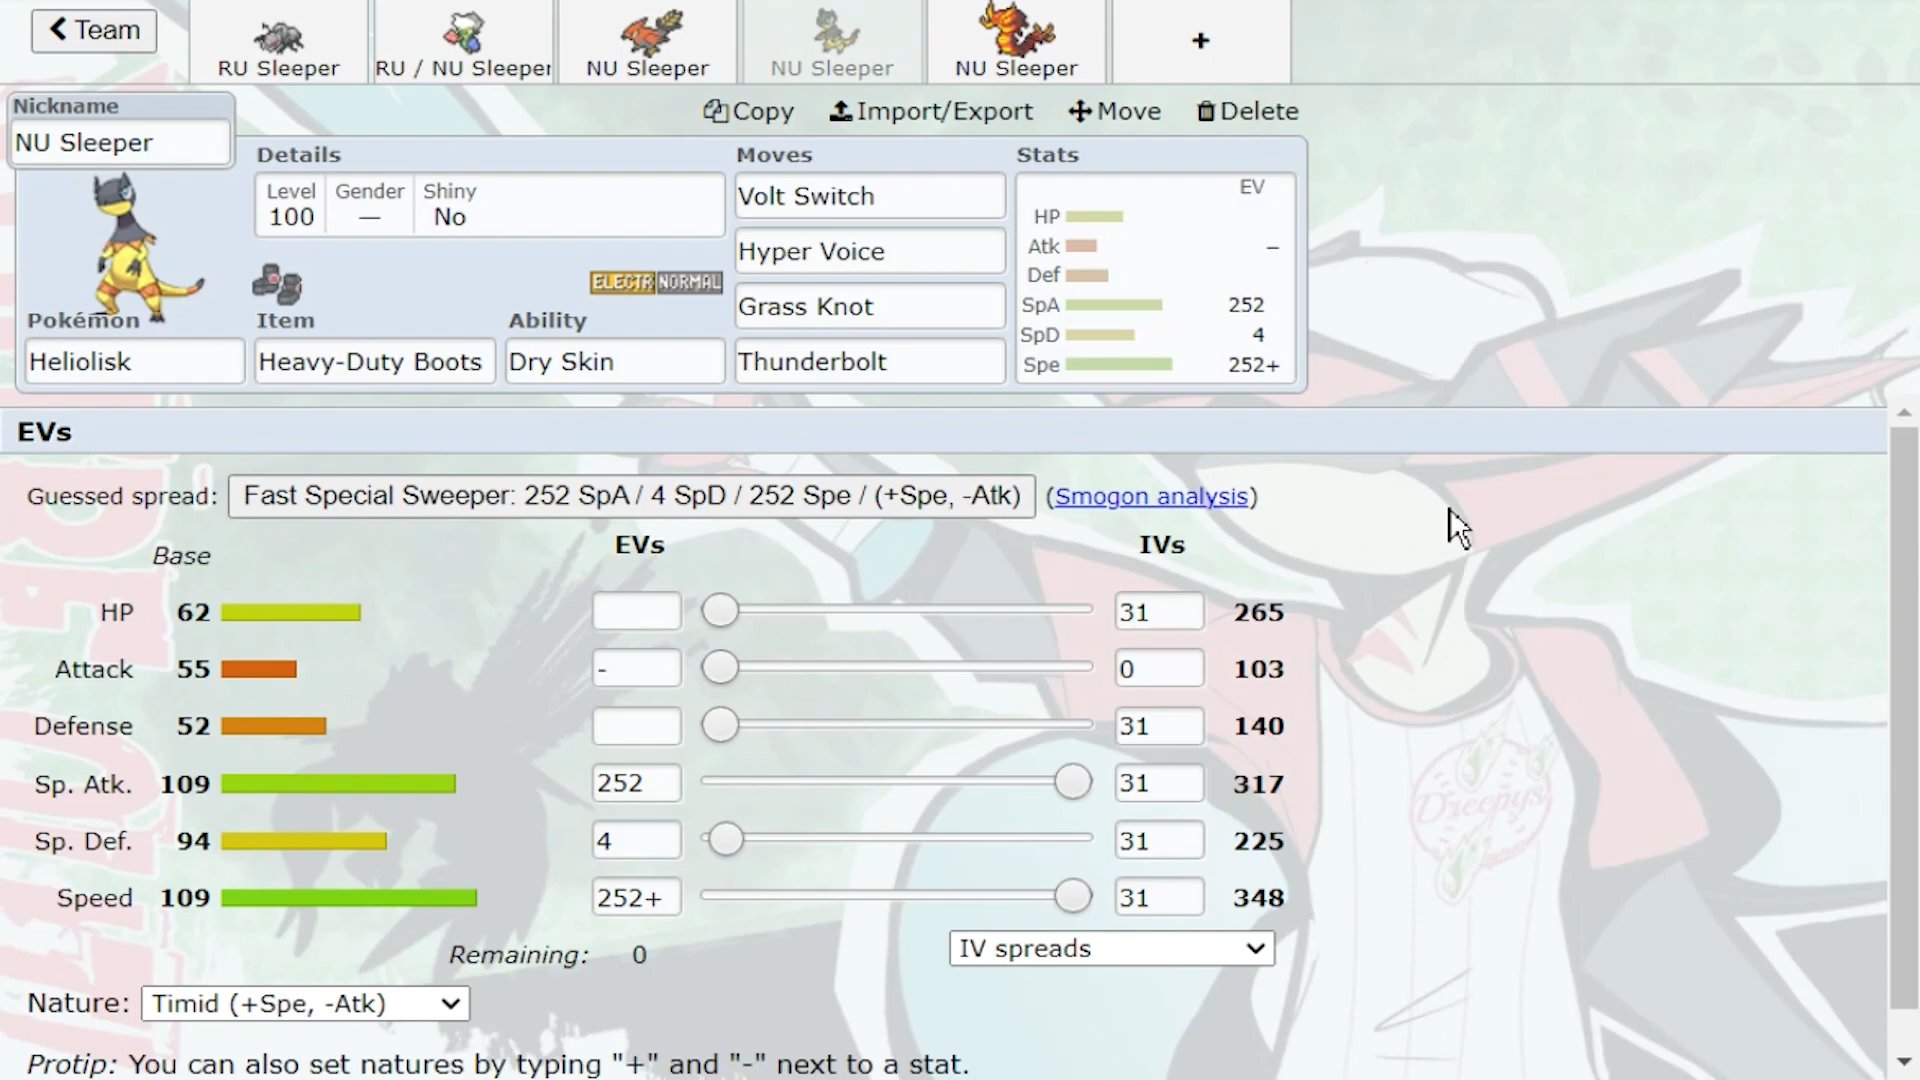 Team
RU Sleeper
RU / NU Sleeper
NU Sleeper
NU Sleeper
NU Sleeper
+
Nickname
NU Sleeper
Copy
Import/Export
Move
Delete
Details
Level
100
Gender
—
Shiny
No
ELECTR
NORMAL
Pokémon
Heliolisk
Item
Heavy-Duty Boots
Ability
Dry Skin
Moves
Volt Switch
Hyper Voice
Grass Knot
Thunderbolt
Stats
EV
HP
Atk –
Def
SpA 252
SpD 4
Spe 252+
EVs
Guessed spread: Fast Special Sweeper: 252 SpA / 4 SpD / 252 Spe / (+Spe, -Atk) (Smogon analysis)
Base EVs IVs
HP 62 31 265
Attack 55 - 0 103
Defense 52 31 140
Sp. Atk. 109 252 31 317
Sp. Def. 94 4 31 225
Speed 109 252+ 31 348
Remaining: 0 IV spreads
Nature: Timid (+Spe, -Atk)
Protip: You can also set natures by typing "+" and "-" next to a stat.
Dreepys